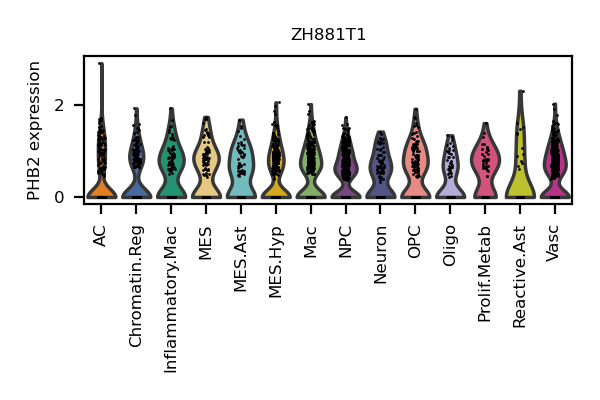 ZH881T1
PHB2 expression
2
0
AC
Chromatin.Reg
Inflammatory.Mac
MES
MES.Ast
MES.Hyp
Mac
NPC
Neuron
OPC
Oligo
Prolif.Metab
Reactive.Ast
Vasc